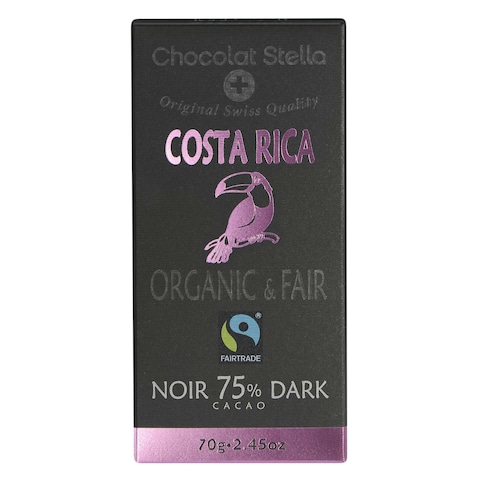 Chocolat Stella
Original Swiss Quality
COSTA RICA
ORGANIC & FAIR
®
FAIRTRADE
NOIR 75% DARK
CACAO
70g•2.45oz